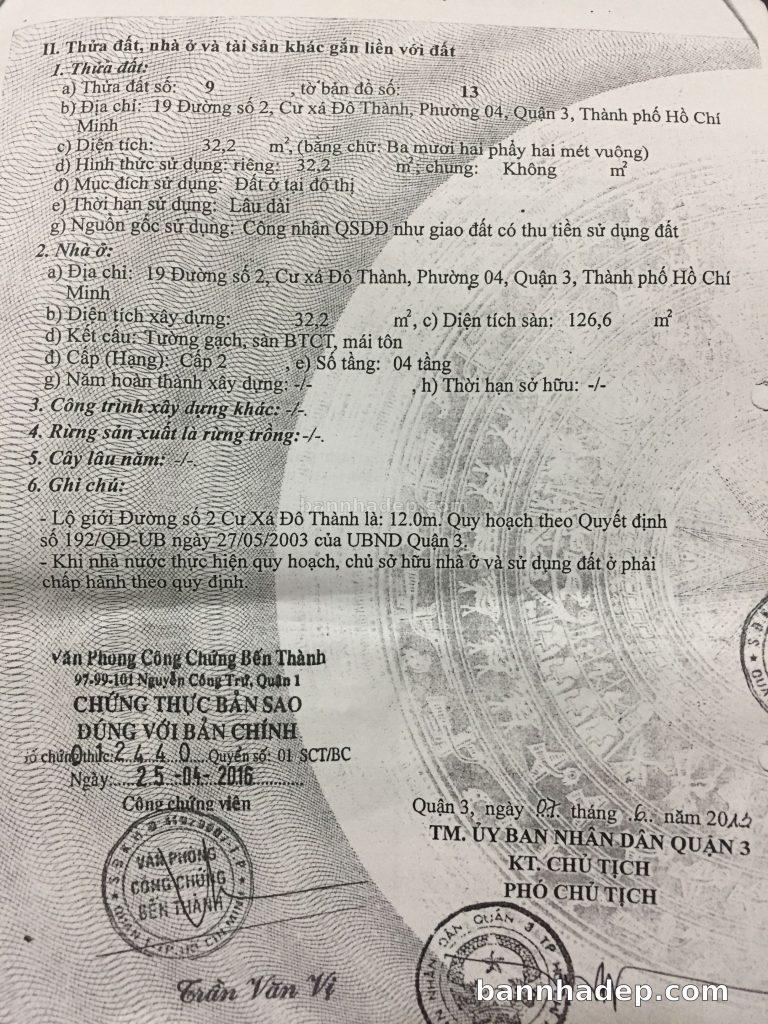 II. Thửa đất, nhà ở và tài sản khác gắn liền với đất
1. Thửa đất:
a) Thửa đất số: 9 , tờ bản đồ số: 13
b) Địa chỉ: 19 Đường số 2, Cư xá Đô Thành, Phường 04, Quận 3, Thành phố Hồ Chí
Minh
c) Diện tích: 32,2 m², (bằng chữ: Ba mươi hai phẩy hai mét vuông)
d) Hình thức sử dụng: riêng: 32,2 m²; chung: Không m²
đ) Mục đích sử dụng: Đất ở tại đô thị
e) Thời hạn sử dụng: Lâu dài
g) Nguồn gốc sử dụng: Công nhận QSDĐ như giao đất có thu tiền sử dụng đất
2. Nhà ở:
a) Địa chỉ: 19 Đường số 2, Cư xá Đô Thành, Phường 04, Quận 3, Thành phố Hồ Chí
Minh
b) Diện tích xây dựng: 32,2 m², c) Diện tích sàn: 126,6 m²
d) Kết cấu: Tường gạch, sàn BTCT, mái tôn
đ) Cấp (Hạng): Cấp 2 , e) Số tầng: 04 tầng
g) Năm hoàn thành xây dựng: -/- , h) Thời hạn sở hữu: -/-
3. Công trình xây dựng khác: -/-.
4. Rừng sản xuất là rừng trồng: -/-.
5. Cây lâu năm: -/-.
6. Ghi chú:
bannhadep.com
- Lộ giới Đường số 2 Cư Xá Đô Thành là: 12.0m. Quy hoạch theo Quyết định
số 192/QĐ-UB ngày 27/05/2003 của UBND Quận 3.
- Khi nhà nước thực hiện quy hoạch, chủ sở hữu nhà ở và sử dụng đất ở phải
chấp hành theo quy định.
Văn Phòng Công Chứng Bến Thành
97-99-101 Nguyễn Công Trứ, Quận 1
CHỨNG THỰC BẢN SAO
ĐÚNG VỚI BẢN CHÍNH
Số chứng thực: 012440 Quyển số: 01 SCT/BC
Ngày: 25-04-2016
Công chứng viên
VĂN PHÒNG
CÔNG CHỨNG
BẾN THÀNH
QUẬN 1-TP. HỒ CHÍ MINH
Trần Văn Vị
Quận 3, ngày 07 tháng 6 năm
TM. ỦY BAN NHÂN DÂN QUẬN 3
KT. CHỦ TỊCH
PHÓ CHỦ TỊCH
NHÂN DÂN QUẬN 3 TP
bannhadep.com